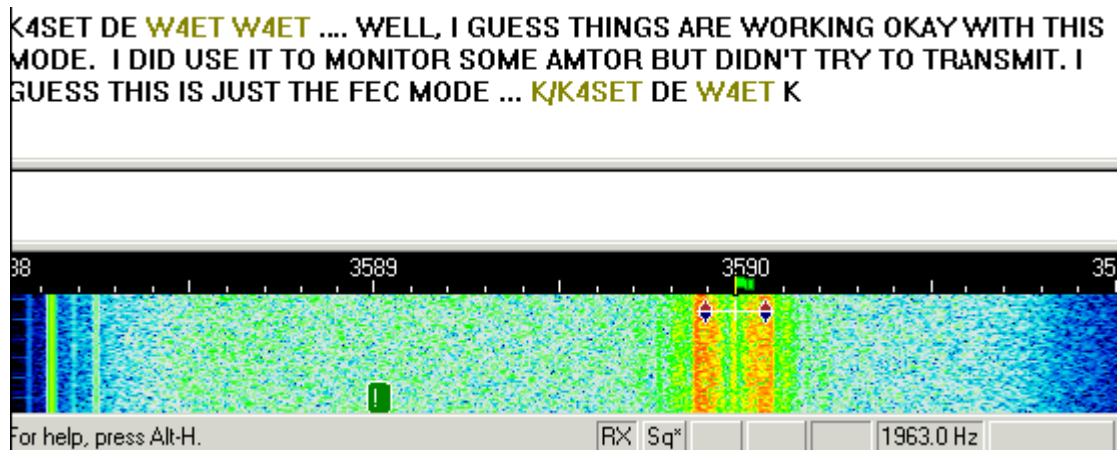 K4SET DE W4ET W4ET .... WELL, I GUESS THINGS ARE WORKING OKAY WITH THIS
MODE.  I DID USE IT TO MONITOR SOME AMTOR BUT DIDN'T TRY TO TRANSMIT. I
GUESS THIS IS JUST THE FEC MODE ... K/K4SET DE W4ET K
38 3589 3590 35
!
For help, press Alt-H. RX Sq* 1963.0 Hz